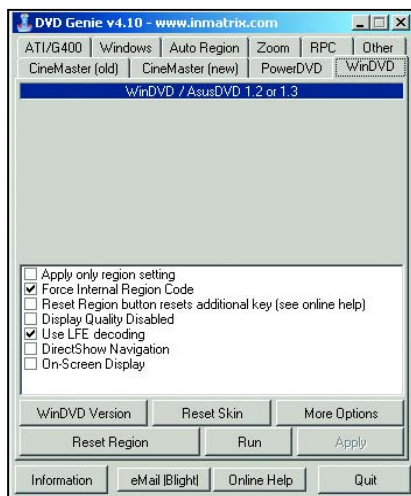 DVD Genie v4.10 - www.inmatrix.com
ATI/G400 Windows Auto Region Zoom RPC Other
CineMaster (old) CineMaster (new) PowerDVD WinDVD
WinDVD / AsusDVD 1.2 or 1.3
Apply only region setting
Force Internal Region Code
Reset Region button resets additional key (see online help)
Display Quality Disabled
Use LFE decoding
DirectShow Navigation
On-Screen Display
WinDVD Version Reset Skin More Options
Reset Region Run Apply
Information eMail |Blight| Online Help Quit